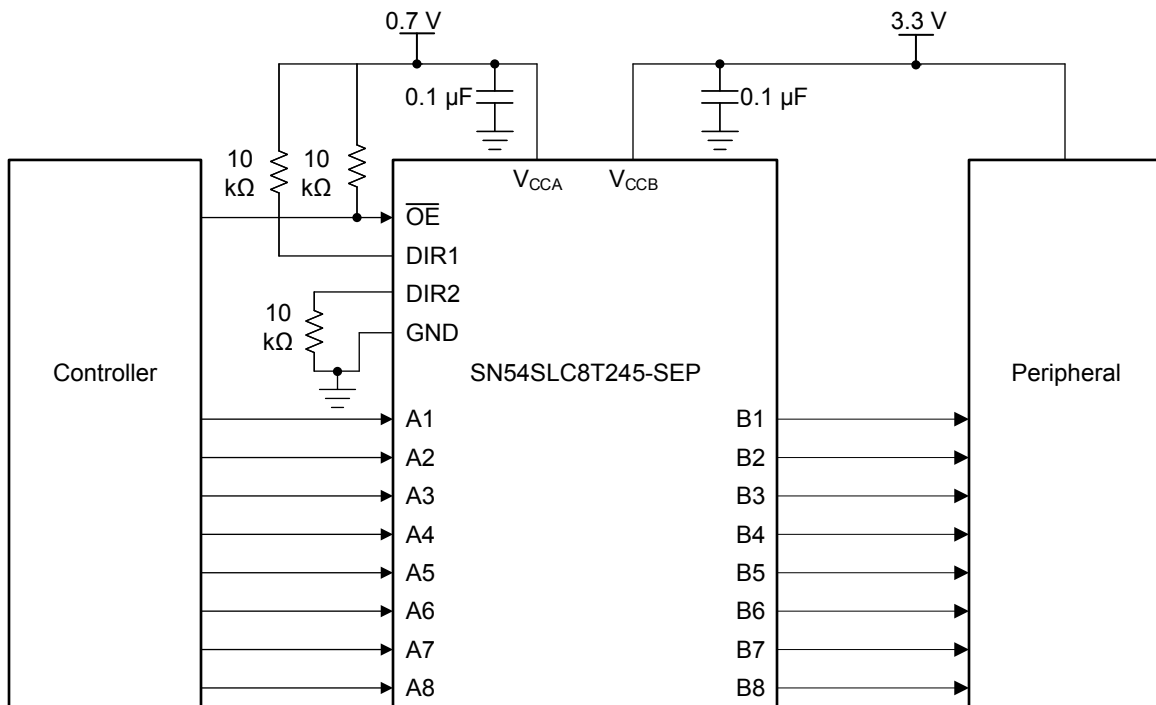 0.7 V
3.3 V
0.1 µF
0.1 µF
10
kΩ
10
kΩ
V_CCA
V_CCB
OE
DIR1
DIR2
10
kΩ
GND
Controller
SN54SLC8T245-SEP
Peripheral
A1
B1
A2
B2
A3
B3
A4
B4
A5
B5
A6
B6
A7
B7
A8
B8